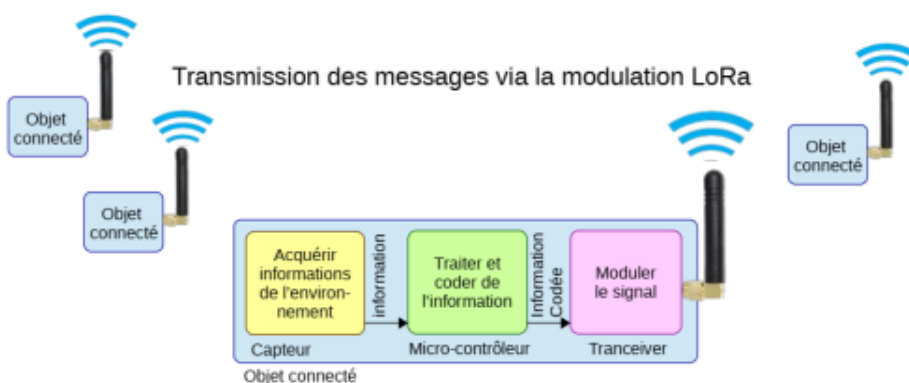 Transmission des messages via la modulation LoRa
Objet
connecté
Objet
connecté
Objet
connecté
Acquérir
informations
de l'environ-
nement
information
Traiter et
coder de
l'information
Information
Codée
Moduler
le signal
Capteur
Micro-contrôleur
Tranceiver
Objet connecté